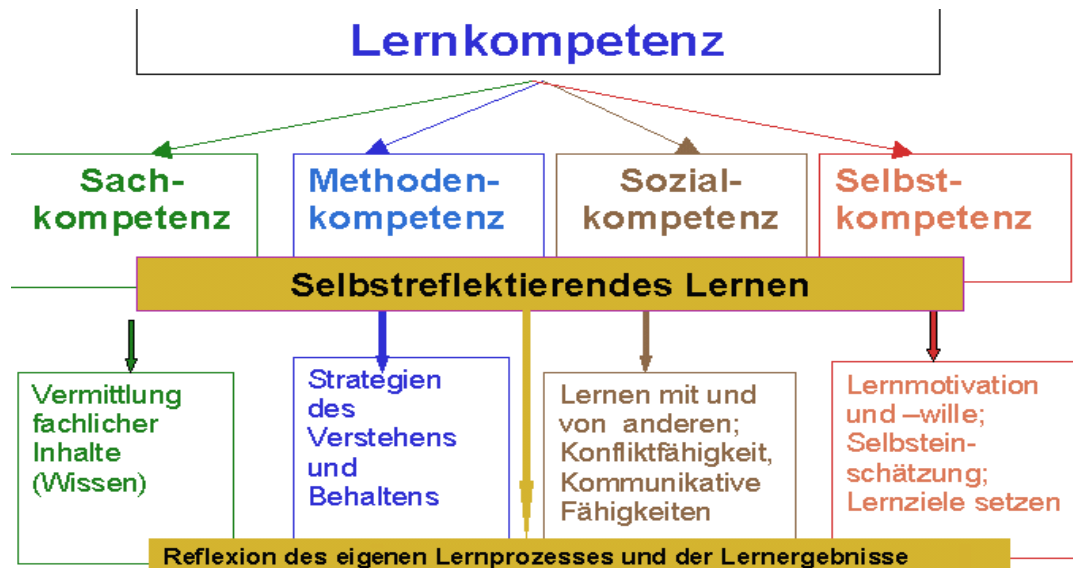 Lernkompetenz
Sach-
kompetenz
Methoden-
kompetenz
Sozial-
kompetenz
Selbst-
kompetenz
Selbstreflektierendes Lernen
Vermittlung
fachlicher
Inhalte
(Wissen)
Strategien
des
Verstehens
und
Behaltens
Lernen mit und
von anderen;
Konfliktfähigkeit,
Kommunikative
Fähigkeiten
Lernmotivation
und –wille;
Selbstein-
schätzung;
Lernziele setzen
Reflexion des eigenen Lernprozesses und der Lernergebnisse